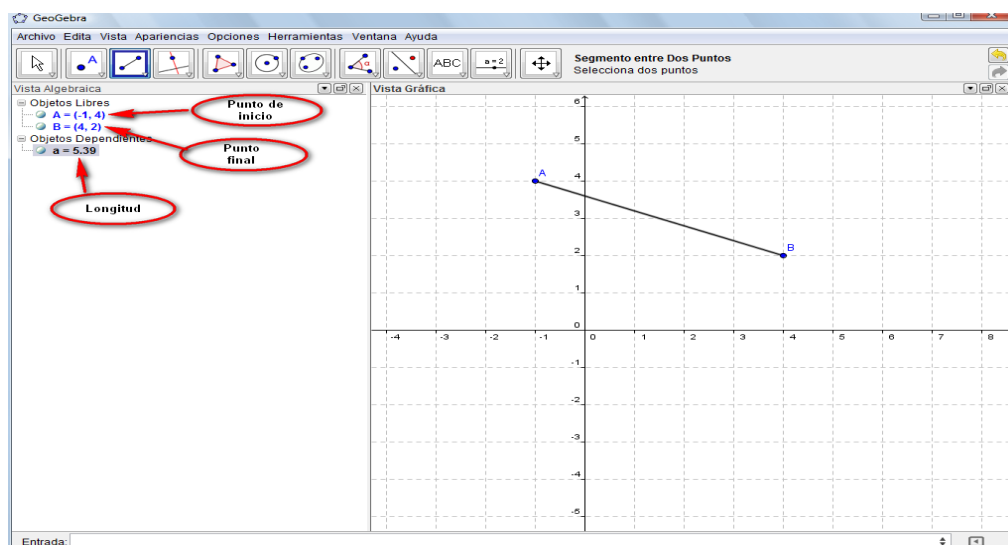 GeoGebra
Archivo Edita Vista Apariencias Opciones Herramientas Ventana Ayuda
A
α
ABC
a=2
Segmento entre Dos Puntos
Selecciona dos puntos
Vista Algebraica
Objetos Libres
A = (-1, 4)
B = (4, 2)
Objetos Dependientes
a = 5.39
Punto de
inicio
Punto
final
Longitud
Vista Gráfica
6
5
4
3
2
1
0
-1
-2
-3
-4
-5
-4 -3 -2 -1 0 1 2 3 4 5 6 7 8
A
B
Entrada: